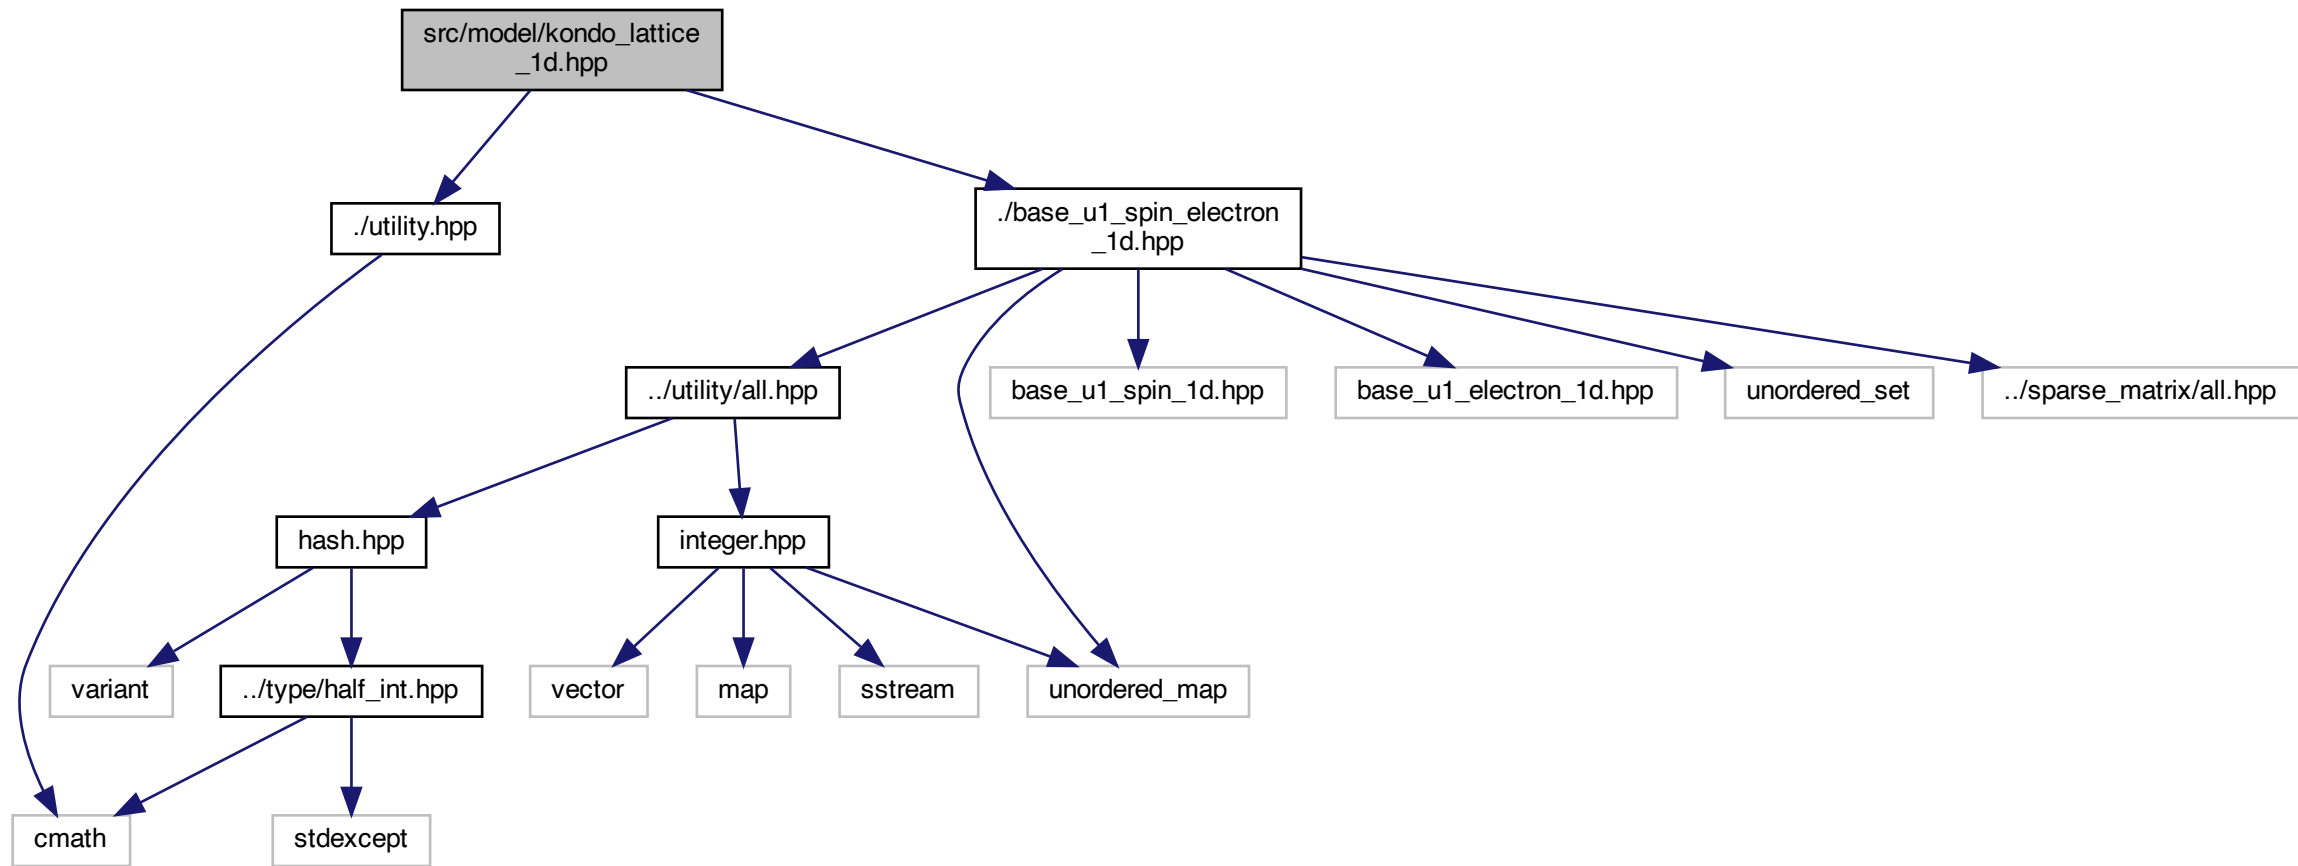 src/model/kondo_lattice
_1d.hpp
./utility.hpp
./base_u1_spin_electron
_1d.hpp
../utility/all.hpp
base_u1_spin_1d.hpp
base_u1_electron_1d.hpp
unordered_set
../sparse_matrix/all.hpp
hash.hpp
integer.hpp
variant
../type/half_int.hpp
vector
map
sstream
unordered_map
cmath
stdexcept